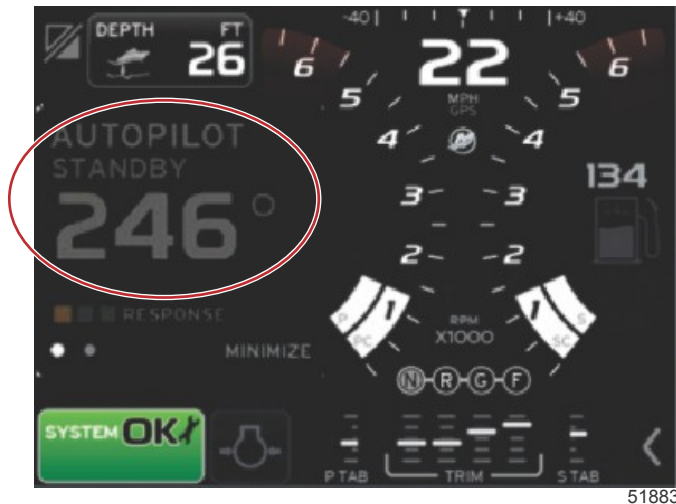 DEPTH FT
26
AUTOPILOT
STANDBY
246°
RESPONSE
MINIMIZE
SYSTEM OK
-40 +40
22
MPH
GPS
6 6
5 5
4 4
3 3
2 2
1 1
P S
PC SC
RPM
X1000
N R G F
P TAB TRIM S TAB
134
51883